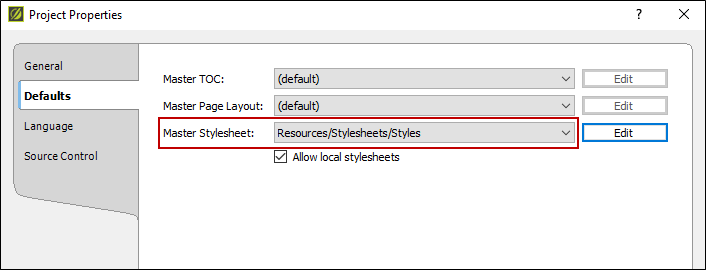 Project Properties
?
General
Defaults
Language
Source Control
Master TOC: (default) Edit
Master Page Layout: (default) Edit
Master Stylesheet: Resources/Stylesheets/Styles Edit
Allow local stylesheets